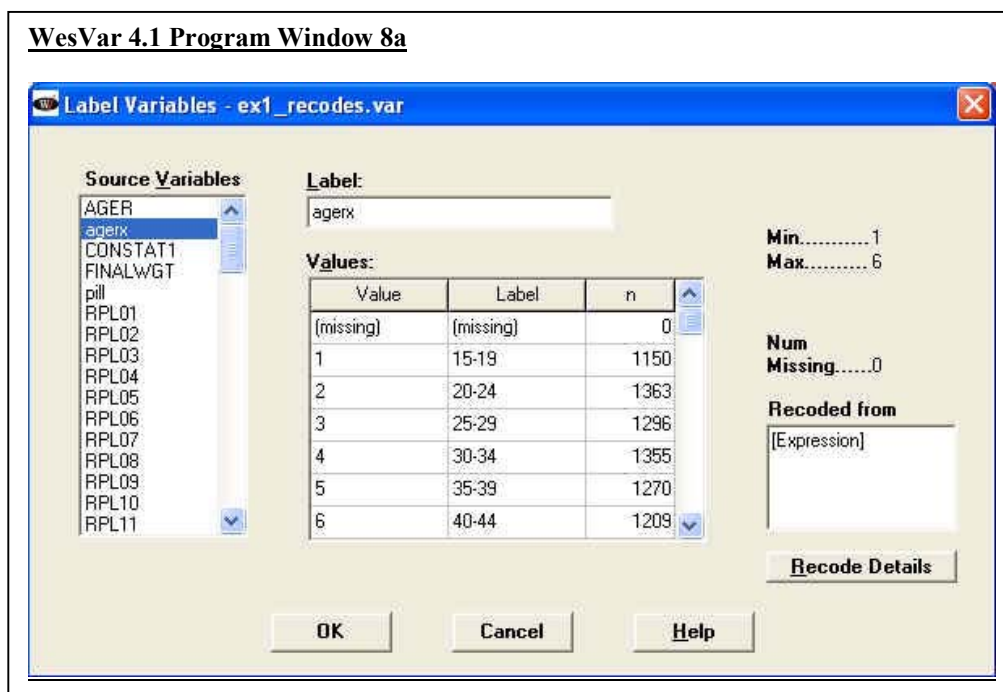 WesVar 4.1 Program Window 8a
Label Variables - ex1_recodes.var
Source Variables
AGER
agerx
CONSTAT1
FINALWGT
pill
RPL01
RPL02
RPL03
RPL04
RPL05
RPL06
RPL07
RPL08
RPL09
RPL10
RPL11
Label:
agerx
Values:
Value Label n
(missing) (missing) 0
1 15-19 1150
2 20-24 1363
3 25-29 1296
4 30-34 1355
5 35-39 1270
6 40-44 1209
Min...........1
Max.......... 6
Num
Missing......0
Recoded from
[Expression]
Recode Details
OK Cancel Help